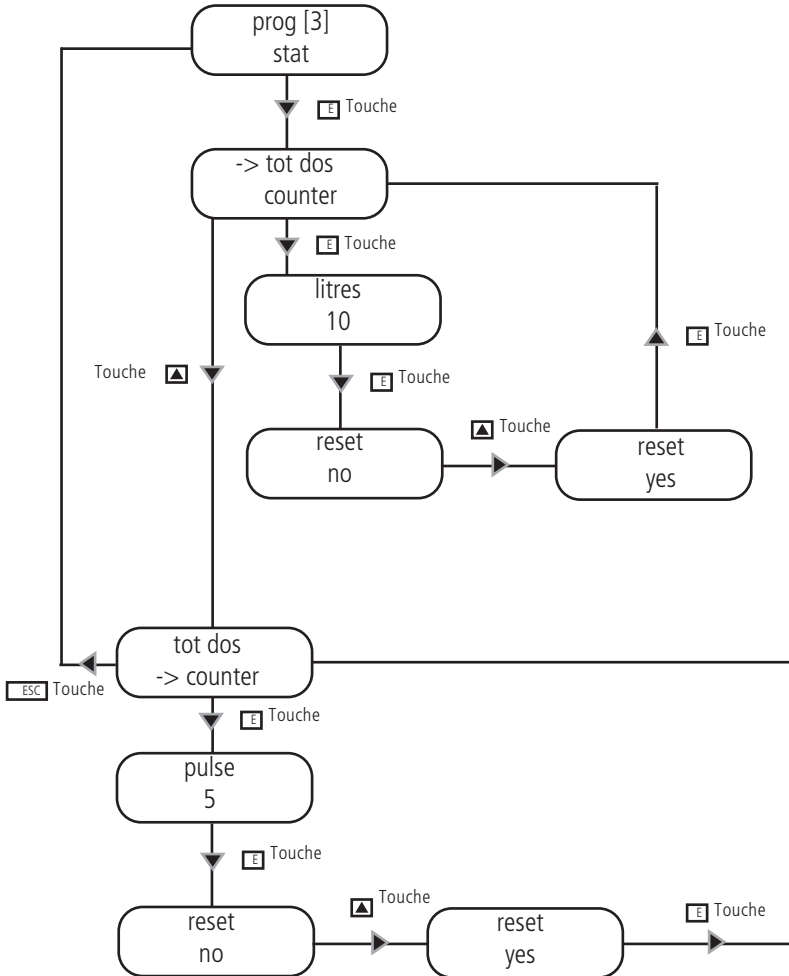 prog [3]
stat
E Touche
-> tot dos
counter
E Touche
litres
10
Touche
E Touche
E Touche
reset
no
Touche
reset
yes
tot dos
-> counter
ESC Touche
E Touche
pulse
5
E Touche
reset
no
Touche
reset
yes
E Touche